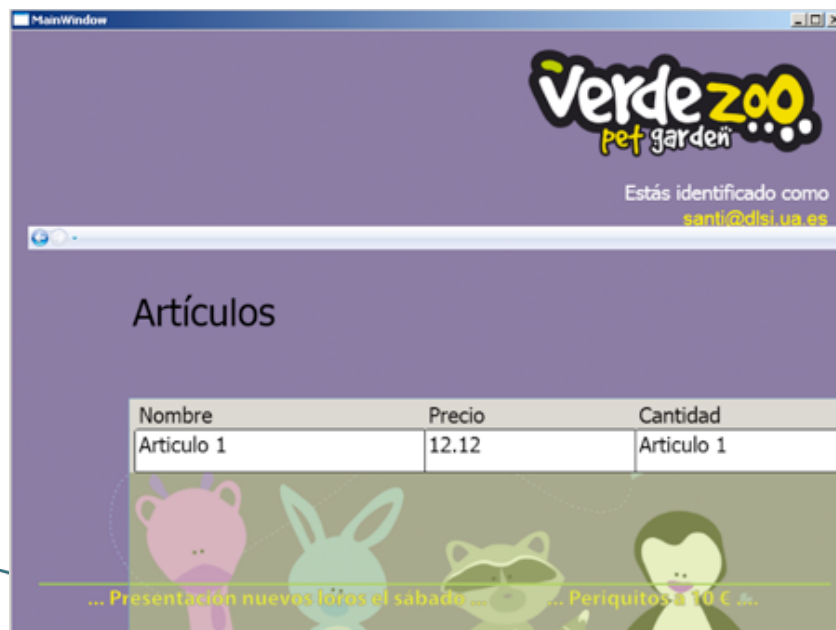 MainWindow
Verdezoo
pet garden
Estás identificado como
santi@dlsi.ua.es
Artículos
Nombre Precio Cantidad
Articulo 1 12.12 Articulo 1
... Presentación nuevos loros el sábado ... ... Periquitos a 10 € ...